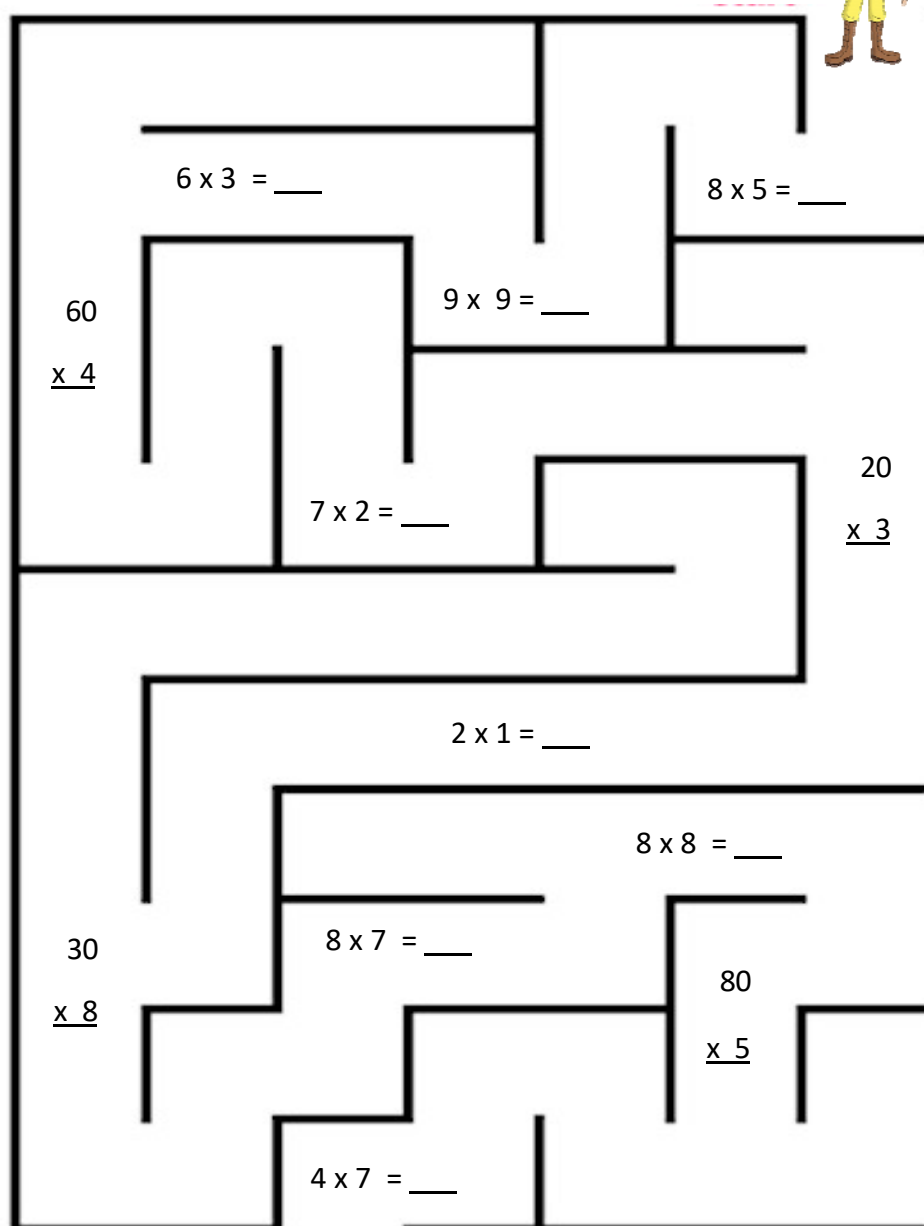 6 x 3 = ___
8 x 5 = ___
9 x 9 = ___
60
x 4
7 x 2 = ___
20
x 3
2 x 1 = ___
8 x 8 = ___
8 x 7 = ___
30
x 8
80
x 5
4 x 7 = ___